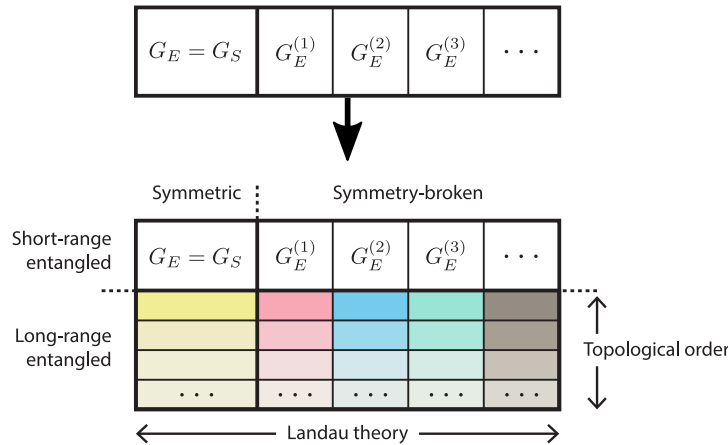 G_E = G_S G_E^{(1)} G_E^{(2)} G_E^{(3)} · · ·
Symmetric Symmetry-broken
Short-range
entangled
G_E = G_S G_E^{(1)} G_E^{(2)} G_E^{(3)} · · ·
Long-range
entangled
Topological order
· · · · · · · · · · · · · · ·
Landau theory